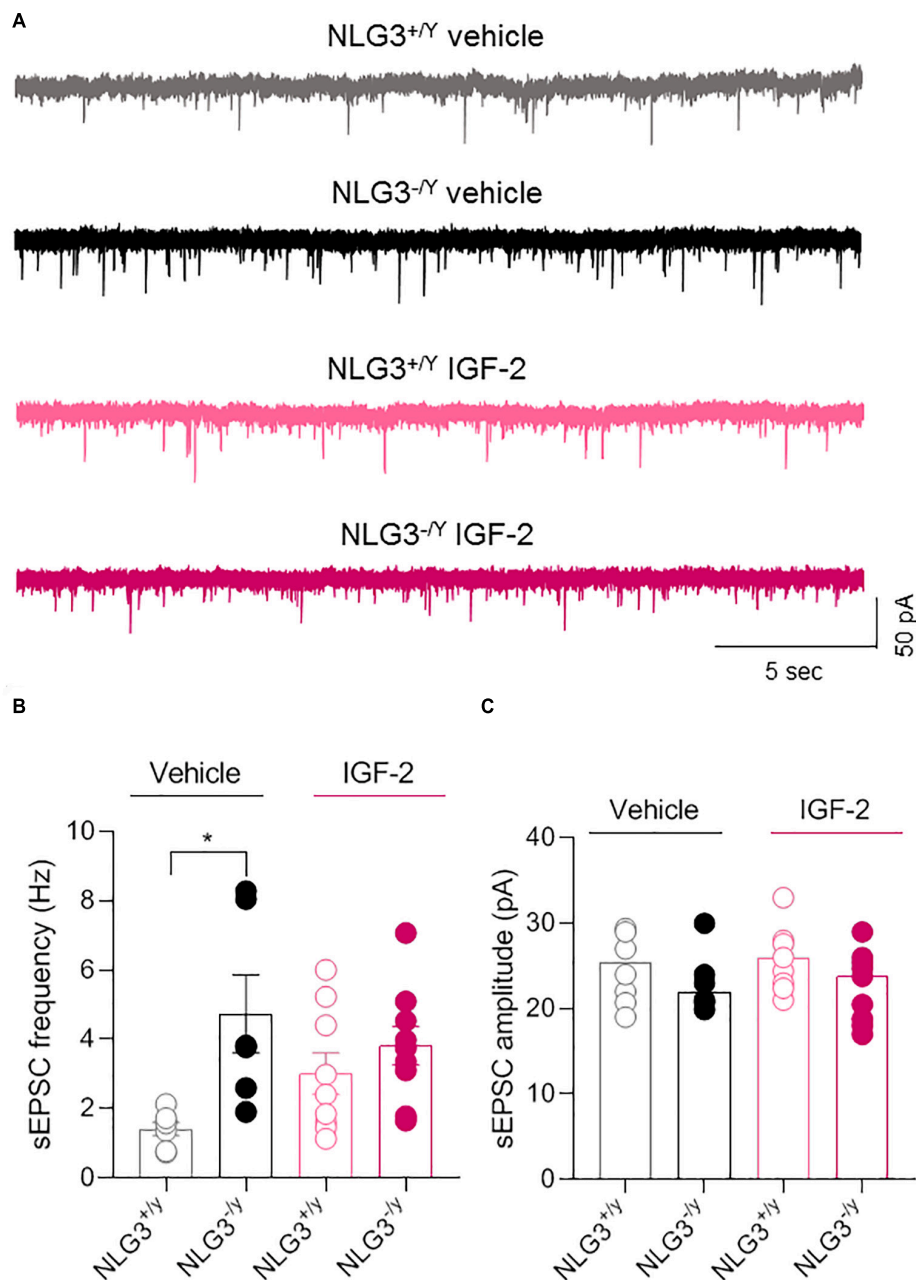 A
NLG3+/Y vehicle
NLG3-/Y vehicle
NLG3+/Y IGF-2
NLG3-/Y IGF-2
50 pA
5 sec
B
Vehicle
IGF-2
*
sEPSC frequency (Hz)
10
8
6
4
2
0
NLG3+/y
NLG3-/y
NLG3+/y
NLG3-/y
C
Vehicle
IGF-2
sEPSC amplitude (pA)
40
30
20
10
0
NLG3+/y
NLG3-/y
NLG3+/y
NLG3-/y